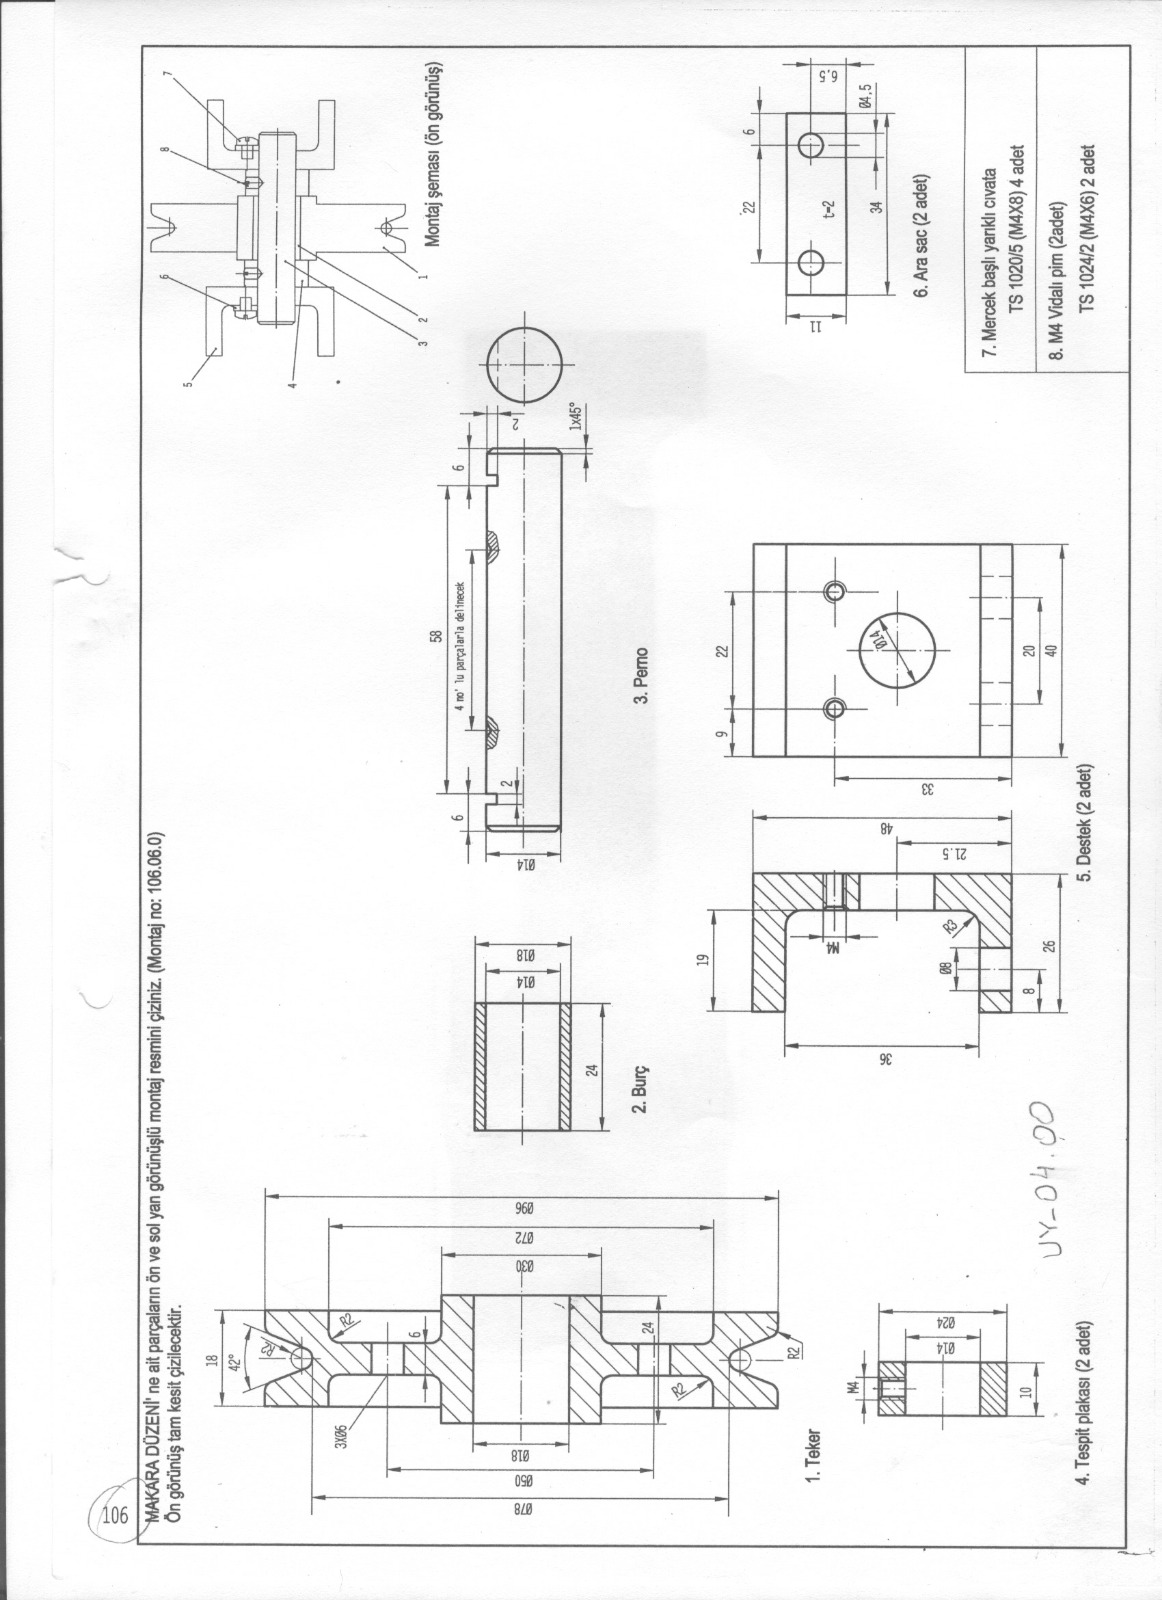 106
MAKARA DÜZENİ' ne ait parçaların ön ve sol yan görünüşlü montaj resmini çiziniz. (Montaj no: 106.06.0)
Ön görünüş tam kesit çizilecektir.
18
42°
R2
3XØ6
R2
6
Ø78
Ø50
Ø18
Ø30
Ø72
Ø96
24
R2
R2
1. Teker
Ø14
Ø18
24
2. Burç
58
6
4 no' lu parçalarla delinecek
6
2
Ø14
2
1x45°
3. Perno
5
6
8
7
4
3
2
1
Montaj şeması (ön görünüş)
M4
Ø14
Ø24
10
4. Tespit plakası (2 adet)
UY-04.00
19
M4
36
48
Ø8
R3
21.5
8
26
9
22
Ø14
33
20
40
5. Destek (2 adet)
22
6
11
t=2
6.5
Ø4,5
34
6. Ara sac (2 adet)
7. Mercek başlı yarıklı cıvata
TS 1020/5 (M4X8) 4 adet
8. M4 Vidalı pim (2adet)
TS 1024/2 (M4X6) 2 adet